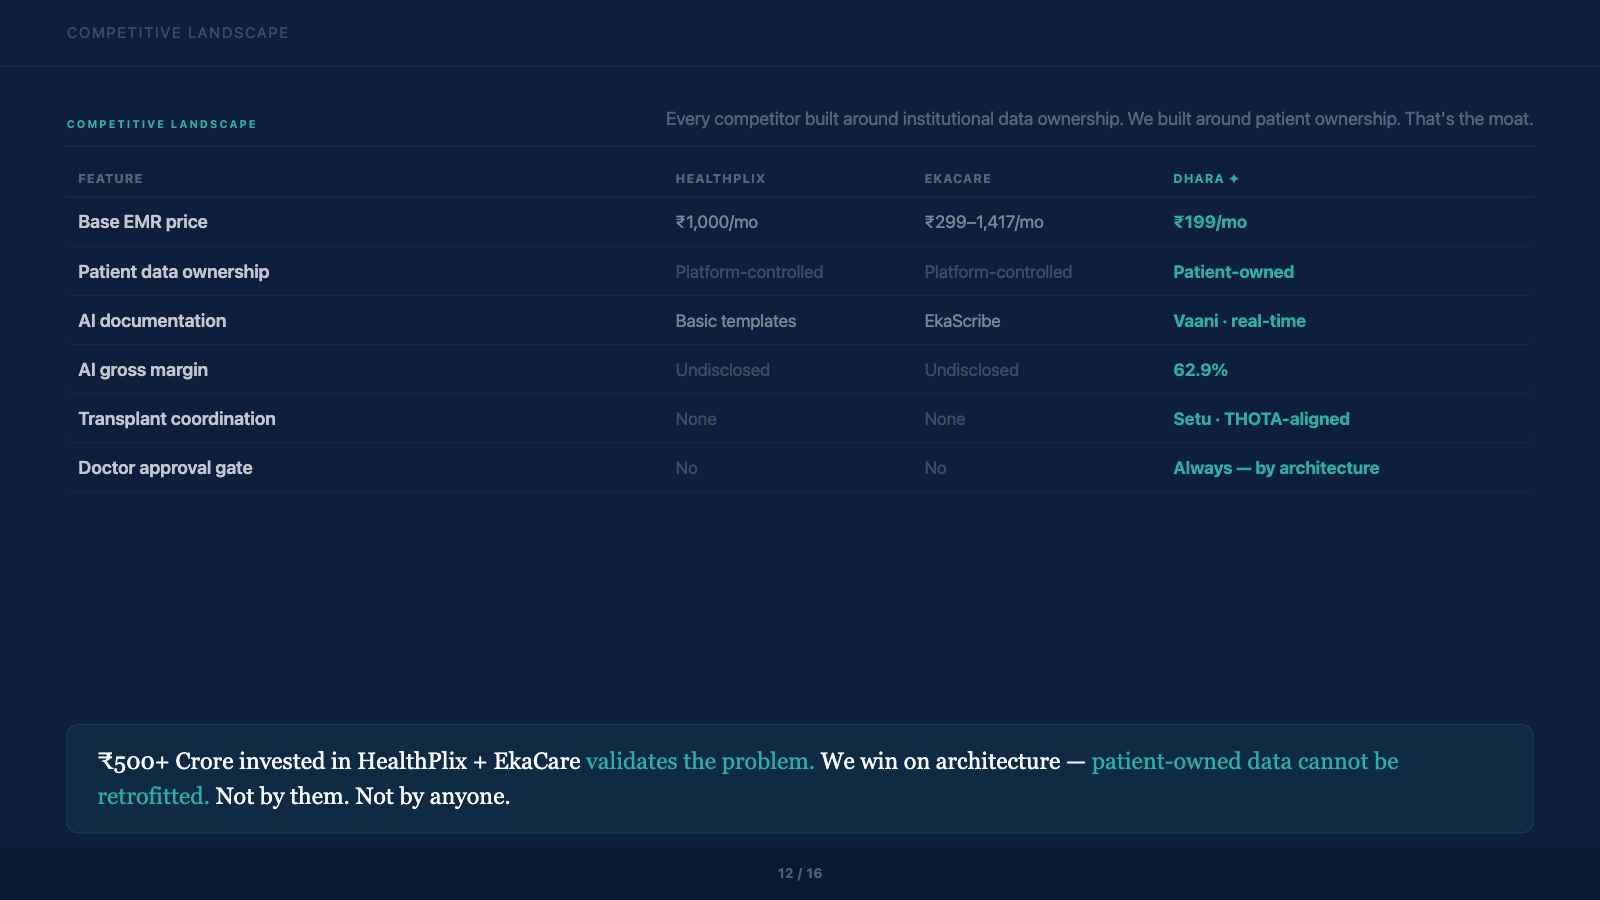 COMPETITIVE LANDSCAPE
COMPETITIVE LANDSCAPE
Every competitor built around institutional data ownership. We built around patient ownership. That's the moat.
FEATURE HEALTHPLIX EKACARE DHARA ✦
Base EMR price ₹1,000/mo ₹299–1,417/mo ₹199/mo
Patient data ownership Platform-controlled Platform-controlled Patient-owned
AI documentation Basic templates EkaScribe Vaani · real-time
AI gross margin Undisclosed Undisclosed 62.9%
Transplant coordination None None Setu · THOTA-aligned
Doctor approval gate No No Always — by architecture
₹500+ Crore invested in HealthPlix + EkaCare validates the problem. We win on architecture — patient-owned data cannot be
retrofitted. Not by them. Not by anyone.
12 / 16